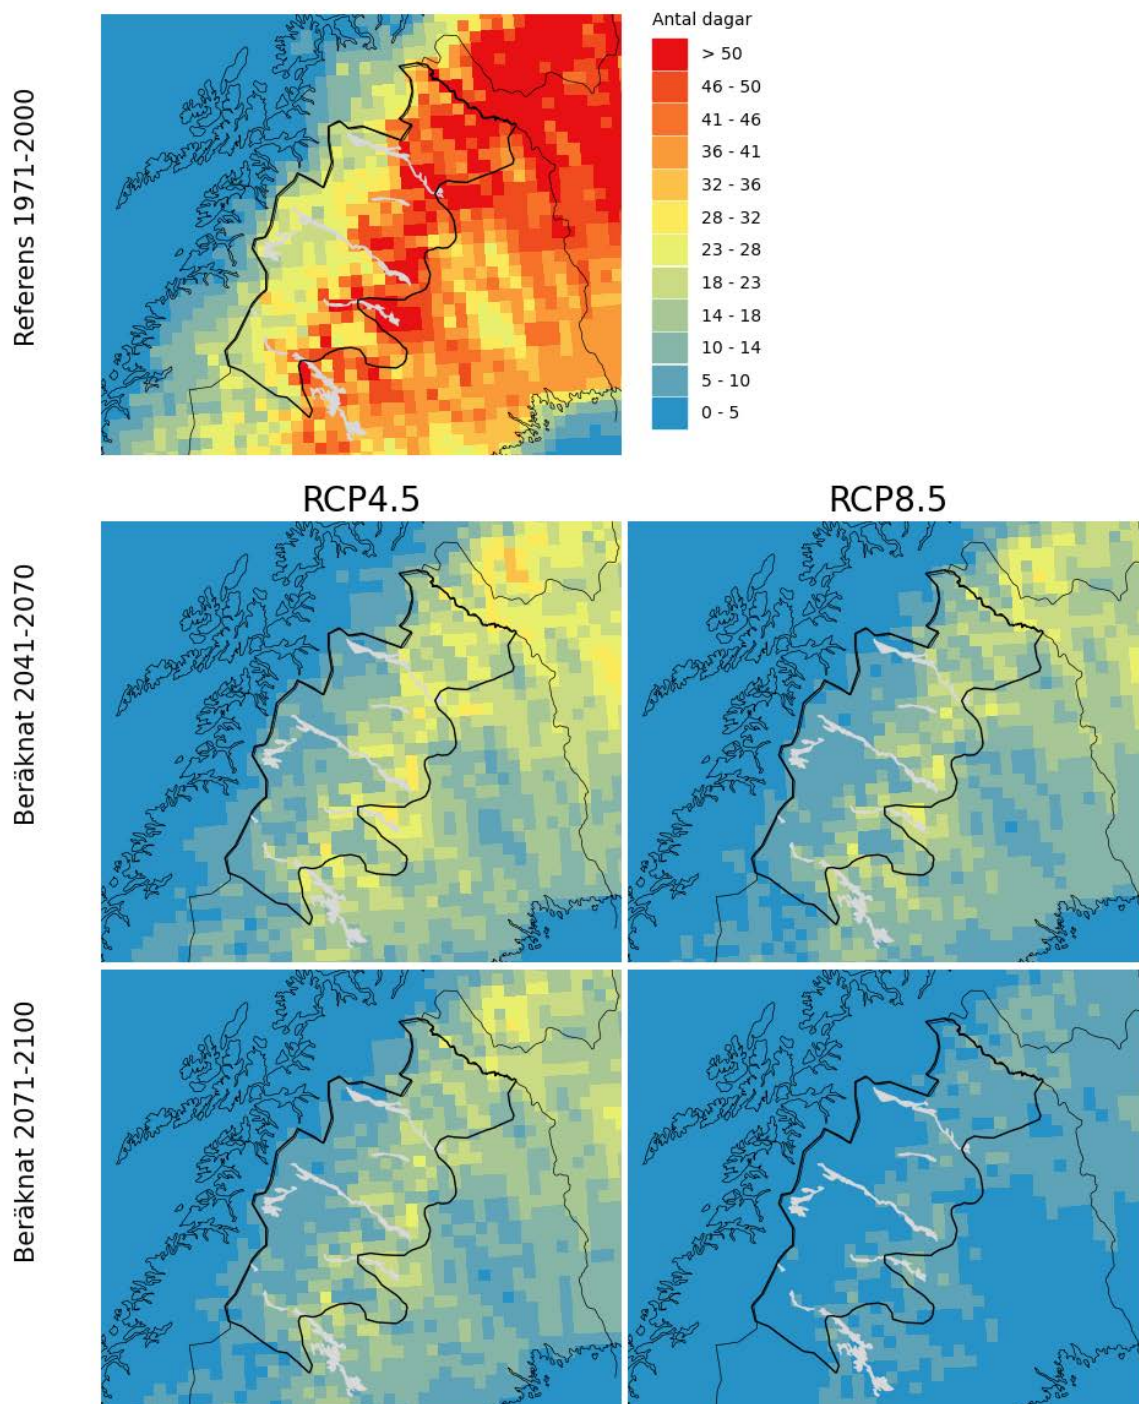 Antal dagar
> 50
46 - 50
41 - 46
36 - 41
32 - 36
28 - 32
23 - 28
18 - 23
14 - 18
10 - 14
5 - 10
0 - 5
Referens 1971-2000
RCP4.5
RCP8.5
Beräknat 2041-2070
Beräknat 2071-2100